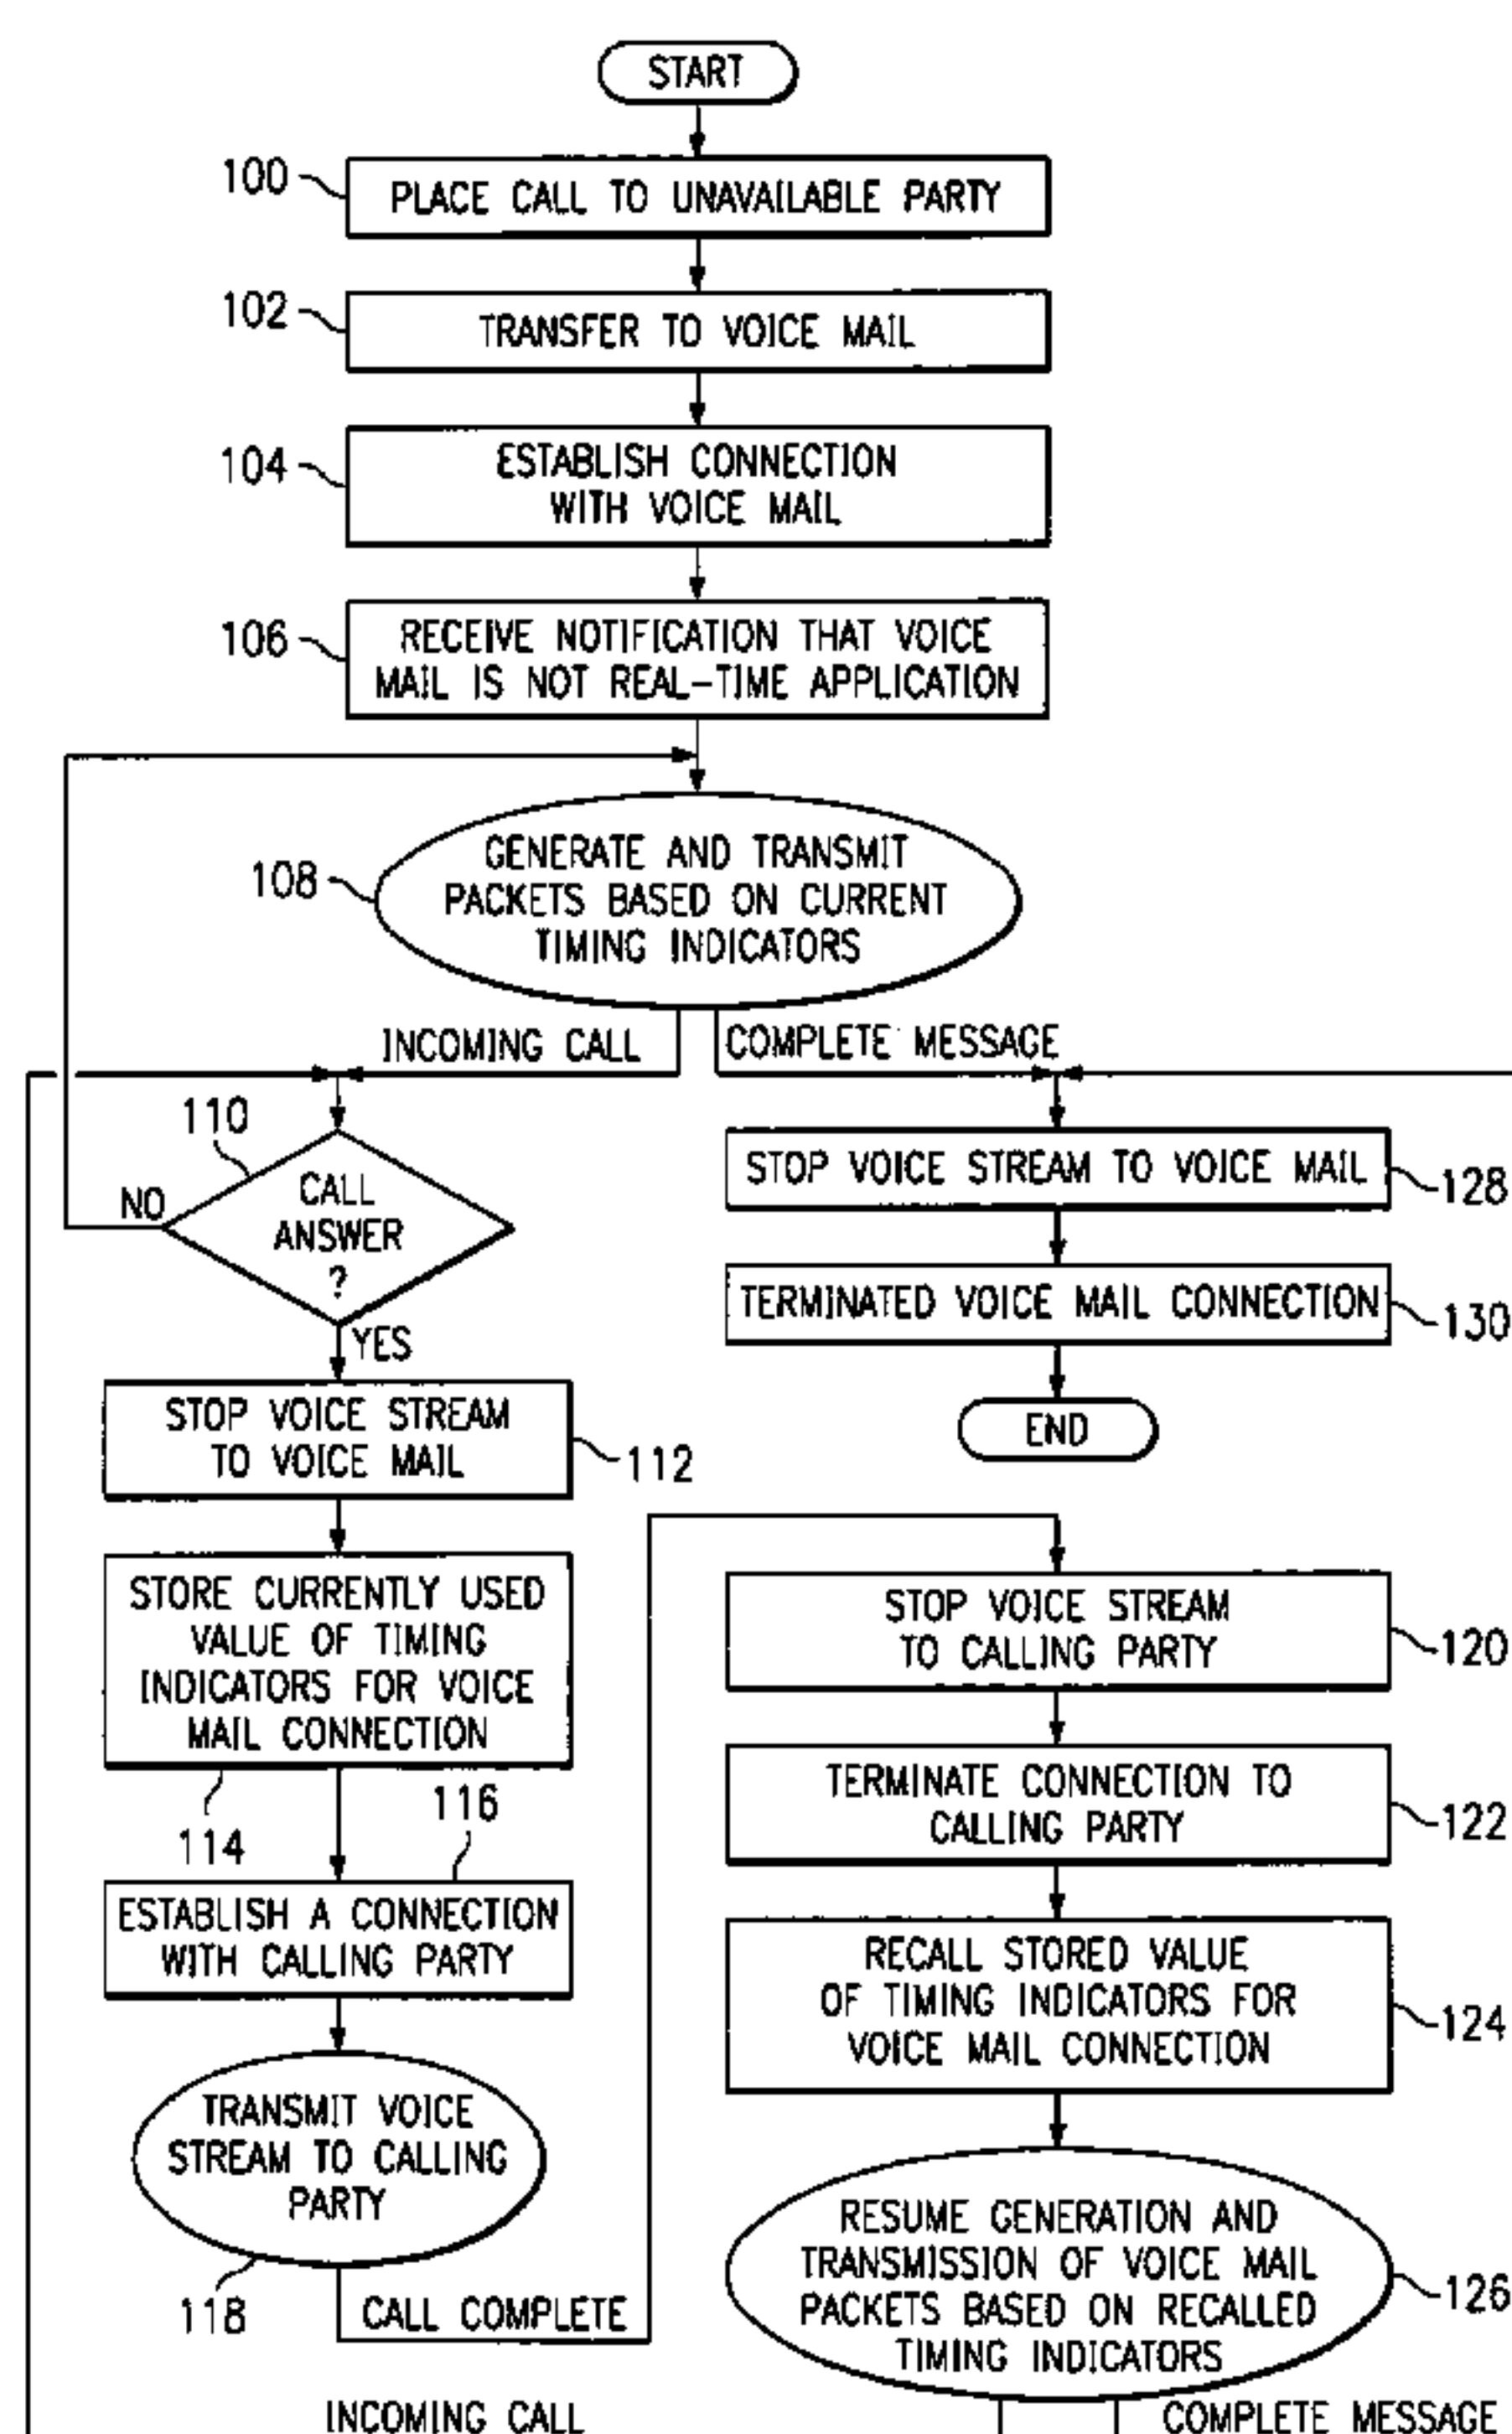 START
100
PLACE CALL TO UNAVAILABLE PARTY
102
TRANSFER TO VOICE MAIL
104
ESTABLISH CONNECTION
WITH VOICE MAIL
106
RECEIVE NOTIFICATION THAT VOICE
MAIL IS NOT REAL-TIME APPLICATION
108
GENERATE AND TRANSMIT
PACKETS BASED ON CURRENT
TIMING INDICATORS
INCOMING CALL
COMPLETE MESSAGE
110
CALL
ANSWER
?
NO
YES
STOP VOICE STREAM
TO VOICE MAIL
112
STORE CURRENTLY USED
VALUE OF TIMING
INDICATORS FOR VOICE
MAIL CONNECTION
114
116
ESTABLISH A CONNECTION
WITH CALLING PARTY
TRANSMIT VOICE
STREAM TO CALLING
PARTY
118
CALL COMPLETE
STOP VOICE STREAM TO VOICE MAIL
128
TERMINATED VOICE MAIL CONNECTION
130
END
STOP VOICE STREAM
TO CALLING PARTY
120
TERMINATE CONNECTION TO
CALLING PARTY
122
RECALL STORED VALUE
OF TIMING INDICATORS FOR
VOICE MAIL CONNECTION
124
RESUME GENERATION AND
TRANSMISSION OF VOICE MAIL
PACKETS BASED ON RECALLED
TIMING INDICATORS
126
INCOMING CALL
COMPLETE MESSAGE